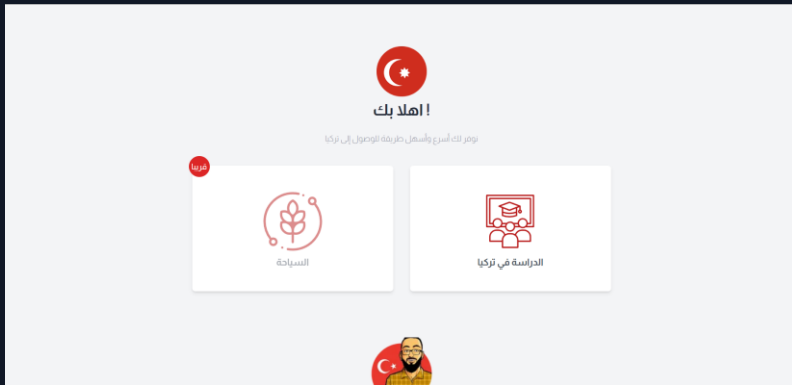 ! اهلا بك
نوفر لك أسرع وأسهل طريقة للوصول إلى تركيا
الدراسة في تركيا
قريبا
السياحة